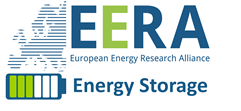 EERA
European Energy Research Alliance
Energy Storage